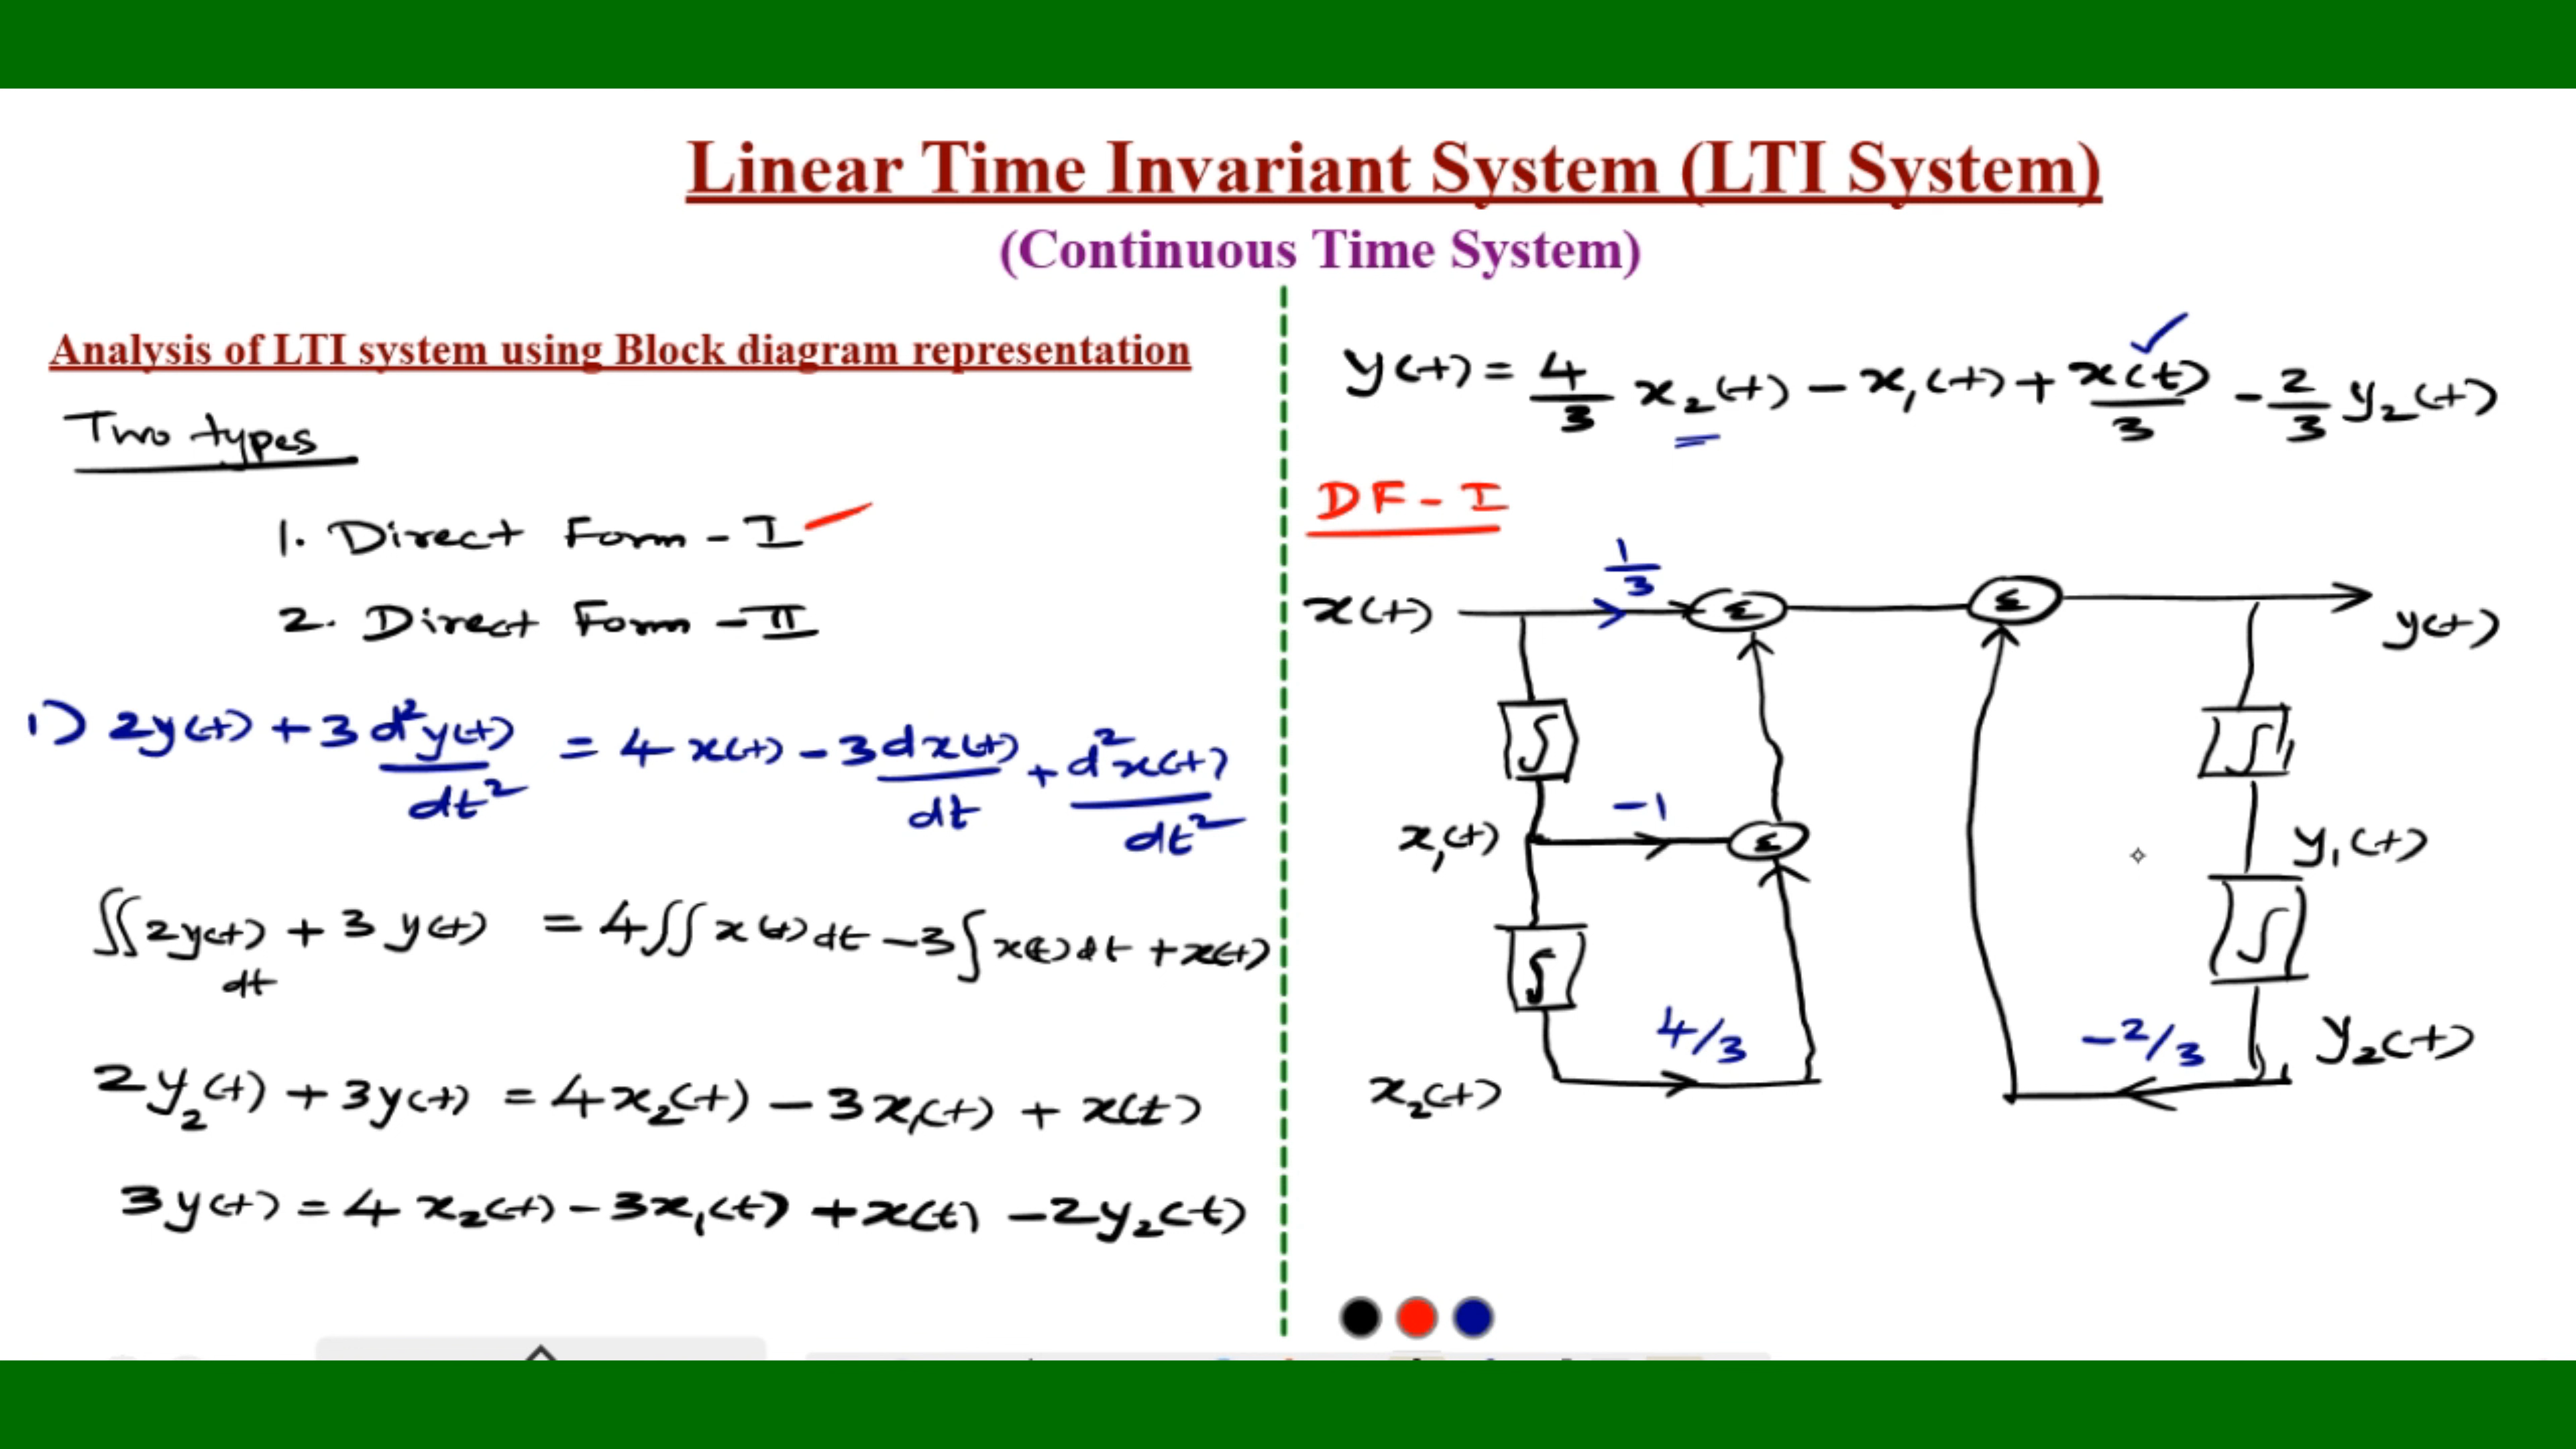 Linear Time Invariant System (LTI System)
(Continuous Time System)
Analysis of LTI system using Block diagram representation
Two types
1. Direct Form - I
2. Direct Form - II
1) 2y(t) + 3 d²y(t)/dt² = 4x(t) - 3 dx(t)/dt + d²x(t)/dt²
∫∫2y(t) dt + 3 y(t) = 4∫∫x(t) dt - 3∫x(t) dt + x(t)
2y₂(t) + 3y(t) = 4x₂(t) - 3x₁(t) + x(t)
3y(t) = 4x₂(t) - 3x₁(t) + x(t) - 2y₂(t)
y(t) = 4/3 x₂(t) - x₁(t) + x(t)/3 - 2/3 y₂(t)
DF - I
1/3
x(t) Σ Σ y(t)
∫ ∫
-1
x₁(t) Σ y₁(t)
∫ ∫
4/3 -2/3 y₂(t)
x₂(t)